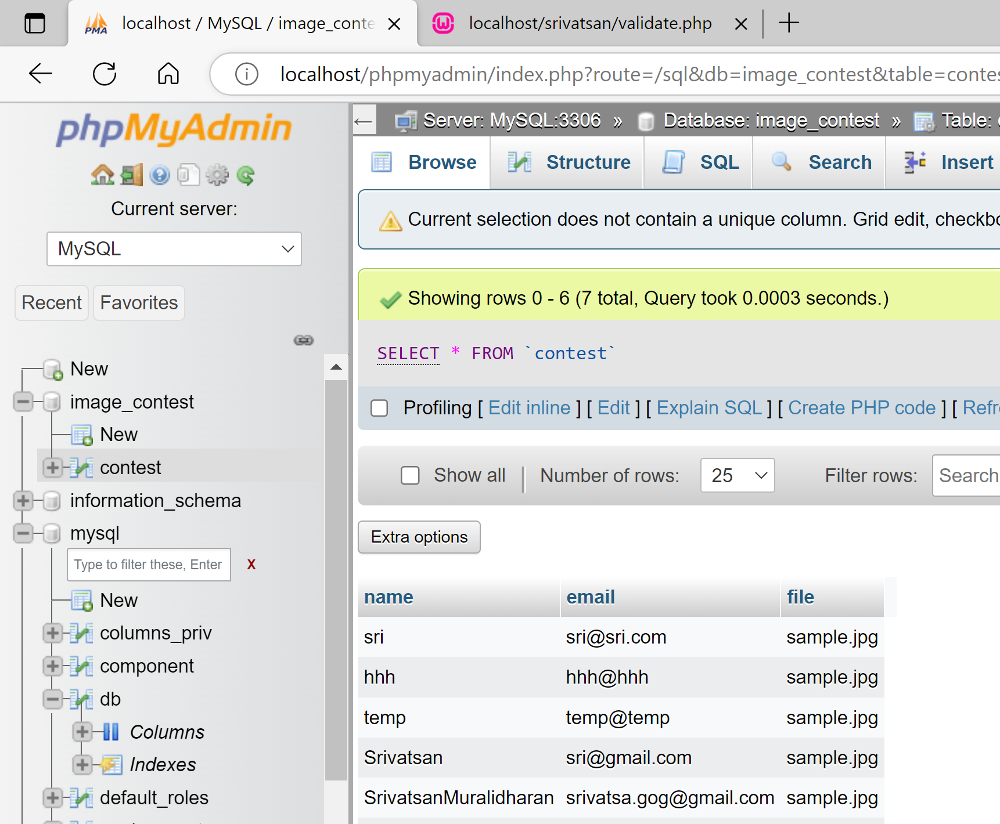 localhost / MySQL / image_conte
localhost/srivatsan/validate.php
localhost/phpmyadmin/index.php?route=/sql&db=image_contest&table=contes
phpMyAdmin
Current server:
MySQL
Recent
Favorites
New
image_contest
New
contest
information_schema
mysql
Type to filter these, Enter
X
New
columns_priv
component
db
Columns
Indexes
default_roles
Server: MySQL:3306 » Database: image_contest » Table:
Browse
Structure
SQL
Search
Insert
Current selection does not contain a unique column. Grid edit, checkbo
Showing rows 0 - 6 (7 total, Query took 0.0003 seconds.)
SELECT * FROM `contest`
Profiling [ Edit inline ] [ Edit ] [ Explain SQL ] [ Create PHP code ] [ Refr
Show all | Number of rows: 25 Filter rows: Search
Extra options
name email file
sri sri@sri.com sample.jpg
hhh hhh@hhh sample.jpg
temp temp@temp sample.jpg
Srivatsan sri@gmail.com sample.jpg
SrivatsanMuralidharan srivatsa.gog@gmail.com sample.jpg